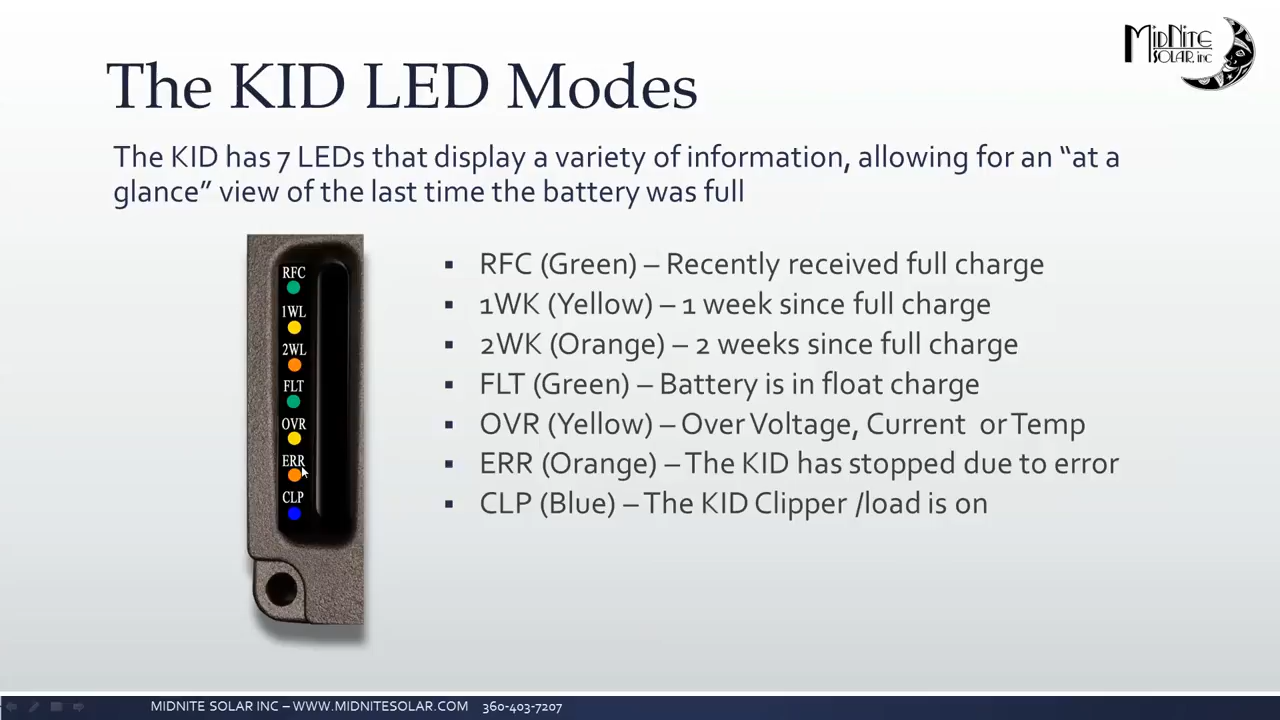 MIDNITE
SOLAR, INC
The KID LED Modes
The KID has 7 LEDs that display a variety of information, allowing for an “at a
glance” view of the last time the battery was full
RFC
1WL
2WL
FLT
OVR
ERR
CLP
▪ RFC (Green) – Recently received full charge
▪ 1WK (Yellow) – 1 week since full charge
▪ 2WK (Orange) – 2 weeks since full charge
▪ FLT (Green) – Battery is in float charge
▪ OVR (Yellow) – Over Voltage, Current or Temp
▪ ERR (Orange) – The KID has stopped due to error
▪ CLP (Blue) – The KID Clipper /load is on
MIDNITE SOLAR INC – WWW.MIDNITESOLAR.COM 360-403-7207